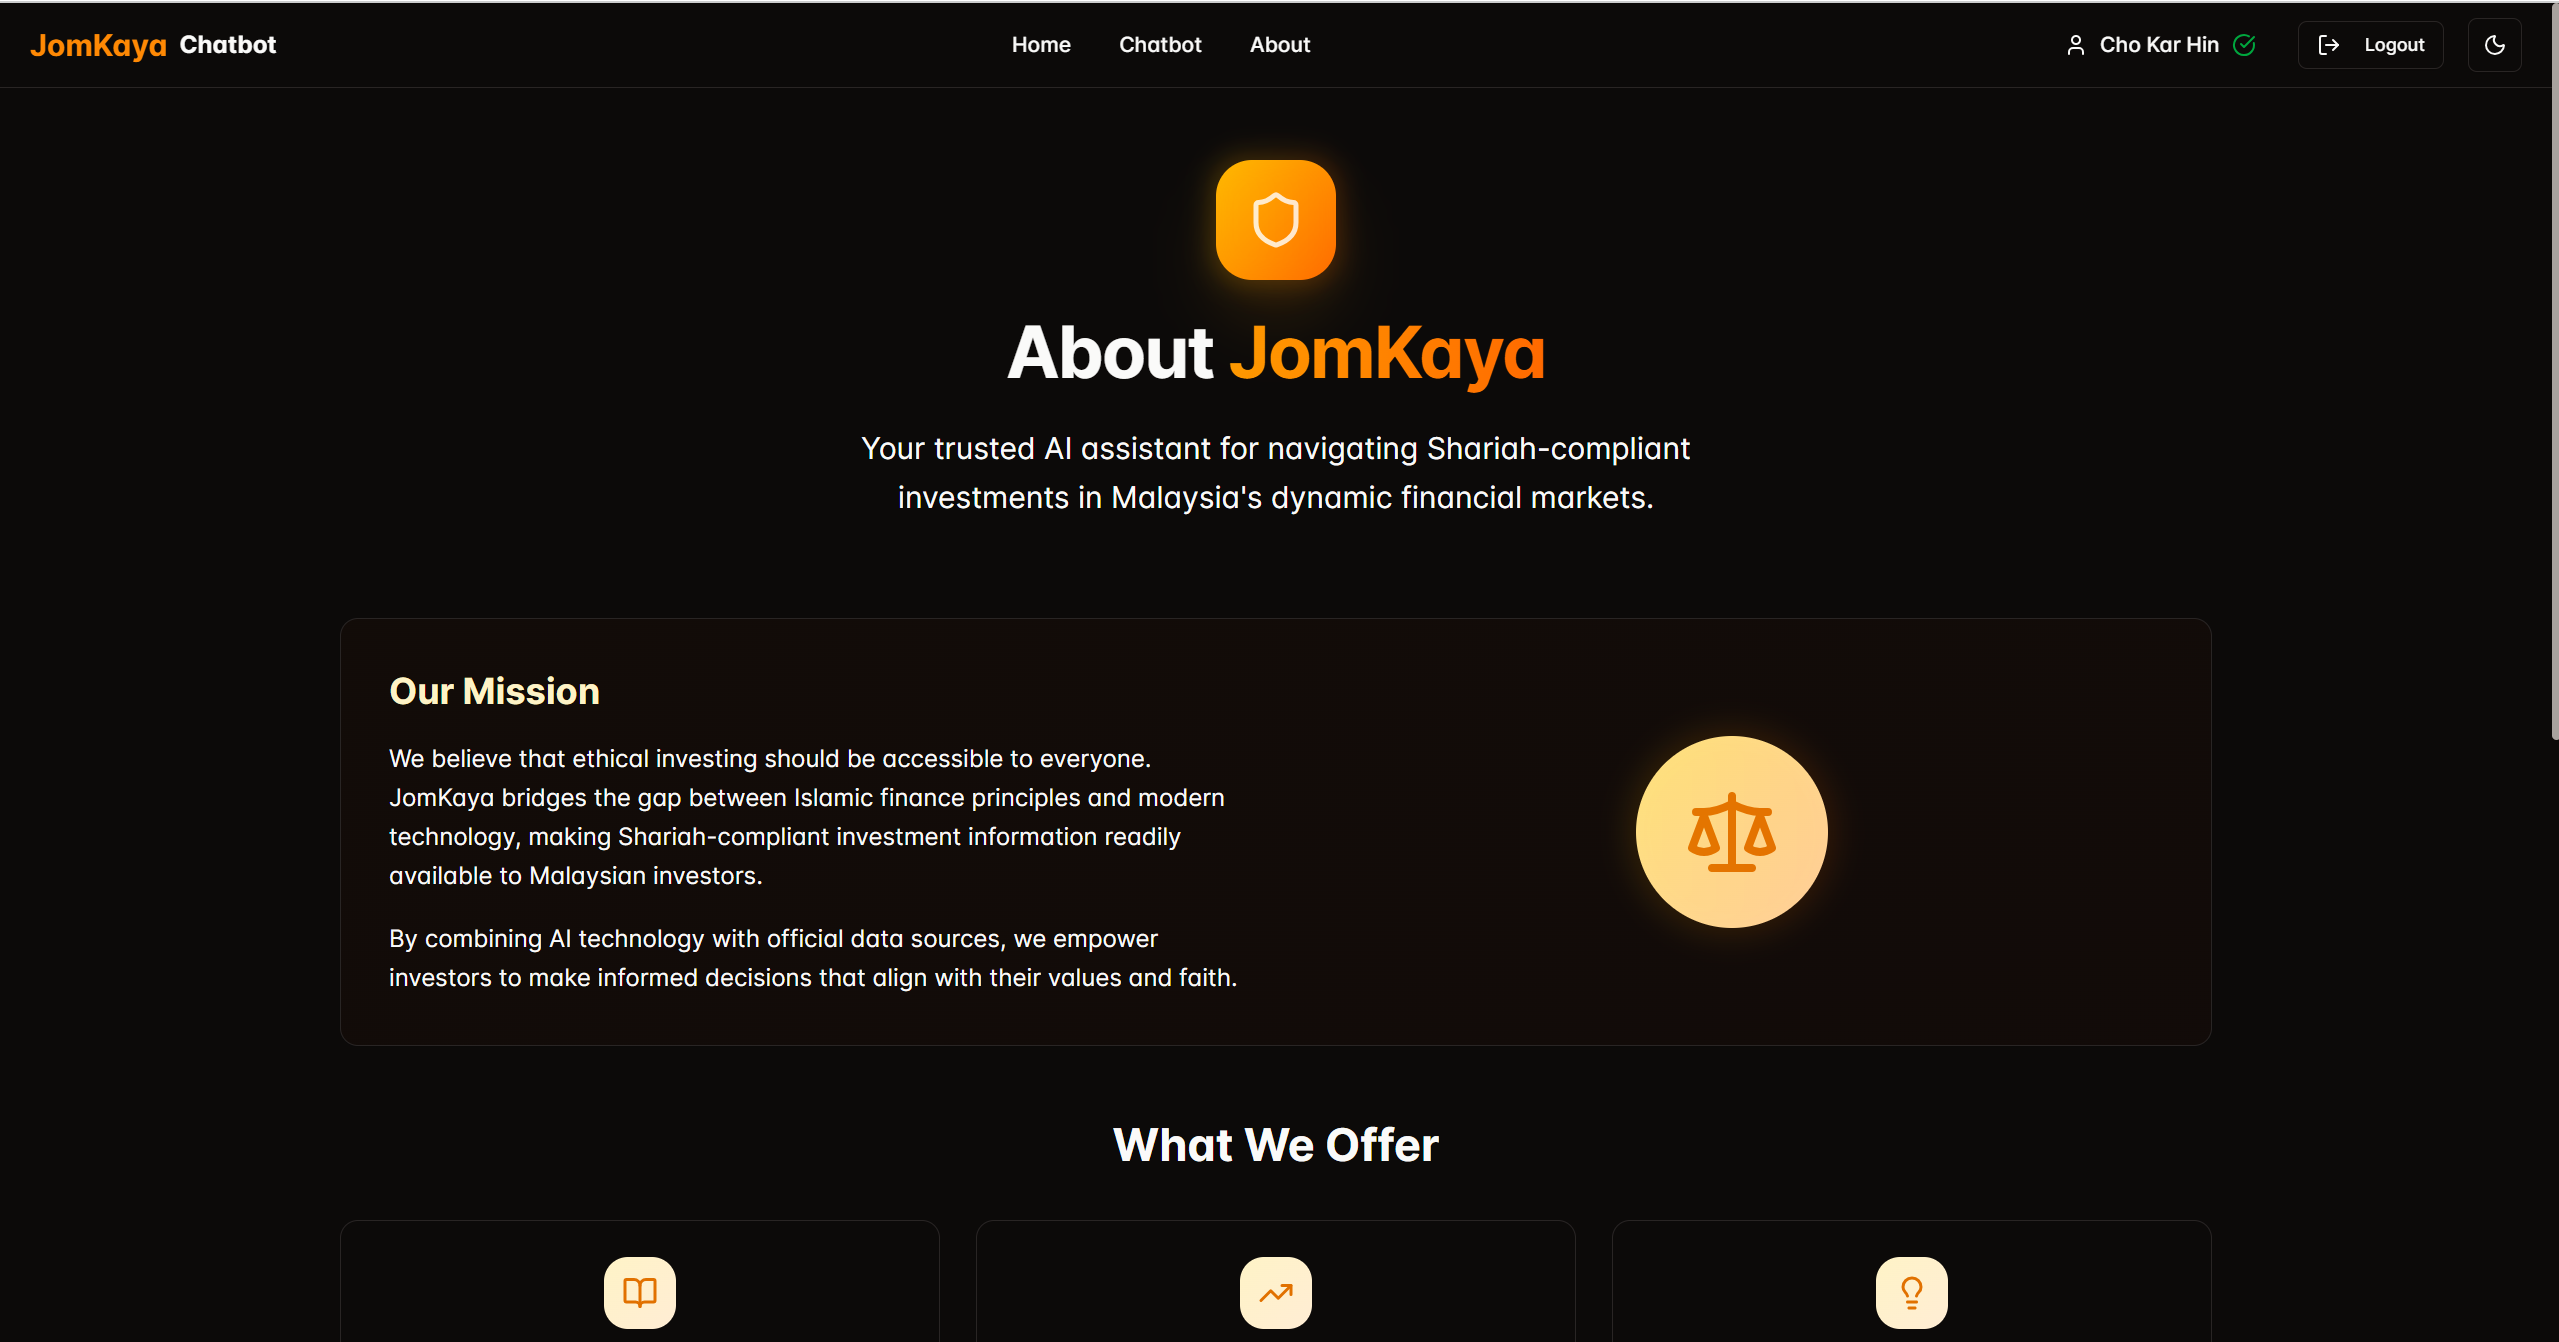 JomKaya Chatbot
Home
Chatbot
About
Cho Kar Hin
Logout
About JomKaya
Your trusted AI assistant for navigating Shariah-compliant
investments in Malaysia's dynamic financial markets.
Our Mission
We believe that ethical investing should be accessible to everyone.
JomKaya bridges the gap between Islamic finance principles and modern
technology, making Shariah-compliant investment information readily
available to Malaysian investors.
By combining AI technology with official data sources, we empower
investors to make informed decisions that align with their values and faith.
What We Offer